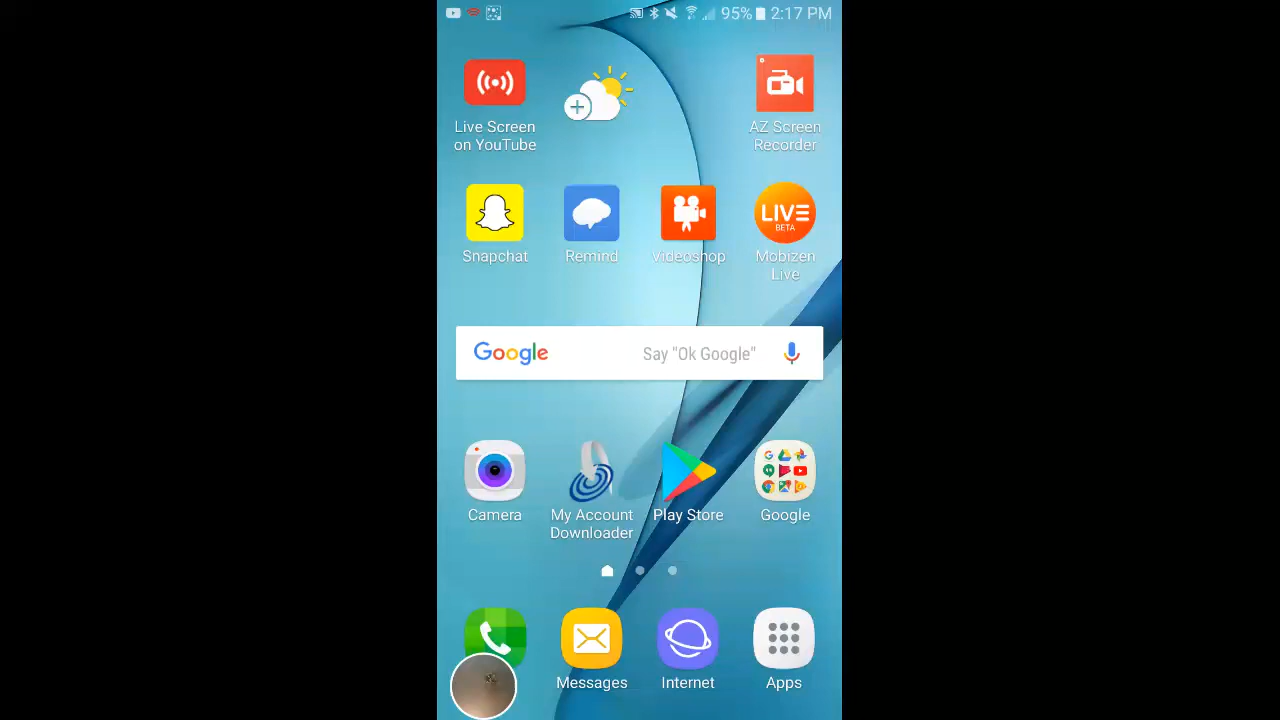 95% 2:17 PM
Live Screen
on YouTube
AZ Screen
Recorder
Snapchat
Remind
Videoshop
LIVE
BETA
Mobizen
Live
Google
Say "Ok Google"
Camera
My Account
Downloader
Play Store
Google
Messages
Internet
Apps